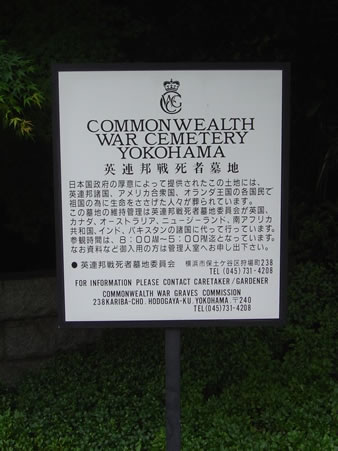 COMMONWEALTH
WAR CEMETERY
YOKOHAMA
英連邦戦死者墓地
日本国政府の厚意によって提供されたこの土地には、
英連邦諸国、アメリカ合衆国、オランダ王国の各国民で
祖国の為に生命をささげた人々が葬られています。
この墓地の維持管理は英連邦戦死者墓地委員会が英国、
カナダ、オーストラリア、ニュージーランド、南アフリカ
共和国、インド、パキスタンの諸国に代って行っています。
参観時間は、8:00AM~5:00PM迄となっています。
なお資料など御入用の方は管理人室へお申し出下さい。
●英連邦戦死者墓地委員会 横浜市保土ケ谷区狩場町238
TEL (045)731-4208
FOR INFORMATION PLEASE CONTACT CARETAKER/GARDENER
COMMONWEALTH WAR GRAVES COMMISSION
238KARIBA-CHO. HODOGAYA-KU. YOKOHAMA. 〒240
TEL(045)731-4208